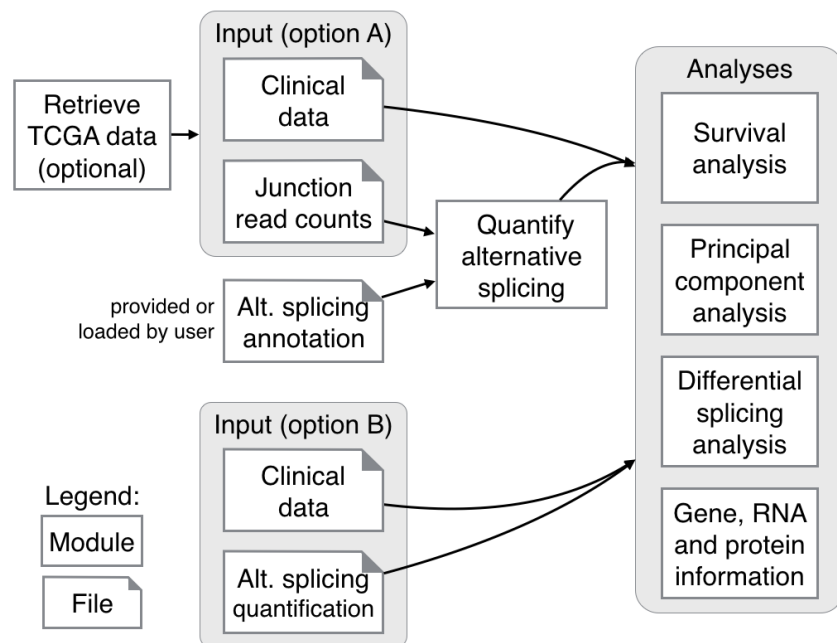 Input (option A)
Retrieve
TCGA data
(optional)
Clinical
data
Junction
read counts
provided or
loaded by user
Alt. splicing
annotation
Quantify
alternative
splicing
Input (option B)
Clinical
data
Alt. splicing
quantification
Analyses
Survival
analysis
Principal
component
analysis
Differential
splicing
analysis
Gene, RNA
and protein
information
Legend:
Module
File